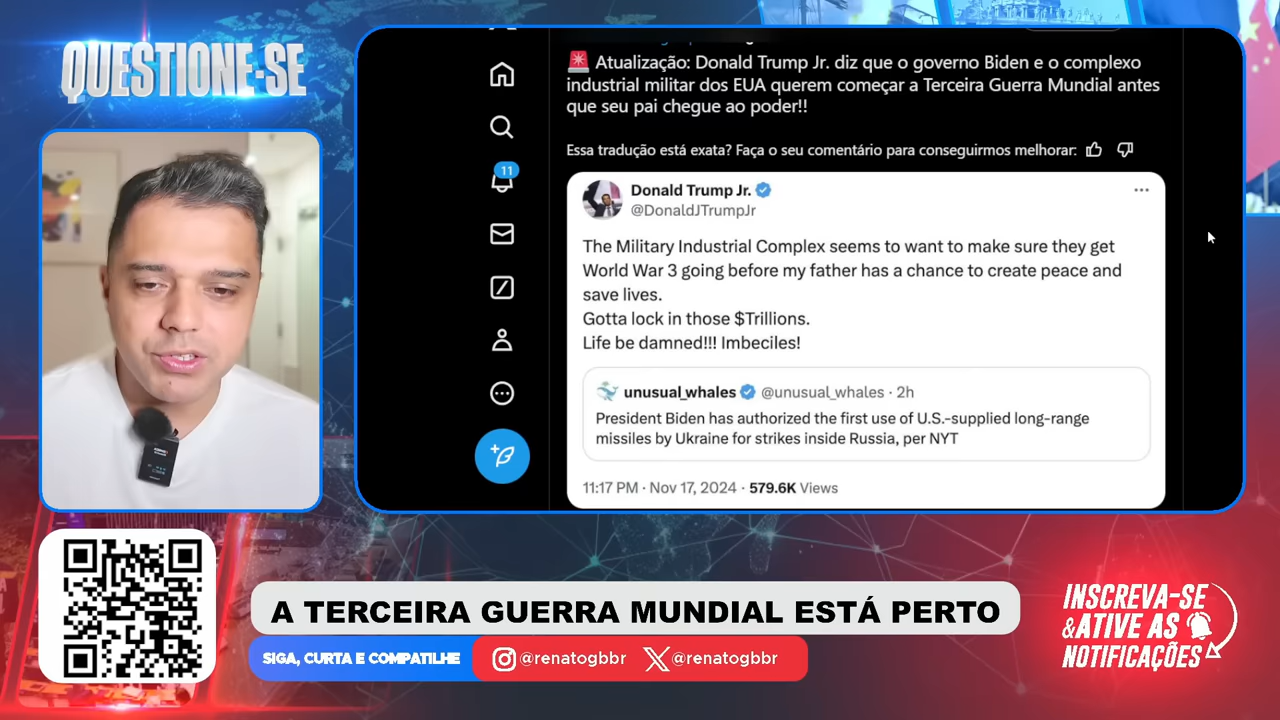 QUESTIONE-SE
Atualização: Donald Trump Jr. diz que o governo Biden e o complexo
industrial militar dos EUA querem começar a Terceira Guerra Mundial antes
que seu pai chegue ao poder!!
Essa tradução está exata? Faça o seu comentário para conseguirmos melhorar:
11
Donald Trump Jr.
@DonaldJTrumpJr
The Military Industrial Complex seems to want to make sure they get
World War 3 going before my father has a chance to create peace and
save lives.
Gotta lock in those $Trillions.
Life be damned!!! Imbeciles!
unusual_whales @unusual_whales · 2h
President Biden has authorized the first use of U.S.-supplied long-range
missiles by Ukraine for strikes inside Russia, per NYT
11:17 PM · Nov 17, 2024 · 579.6K Views
A TERCEIRA GUERRA MUNDIAL ESTÁ PERTO
SIGA, CURTA E COMPATILHE
@renatogbbr
@renatogbbr
INSCREVA-SE
&ATIVE AS
NOTIFICAÇÕES